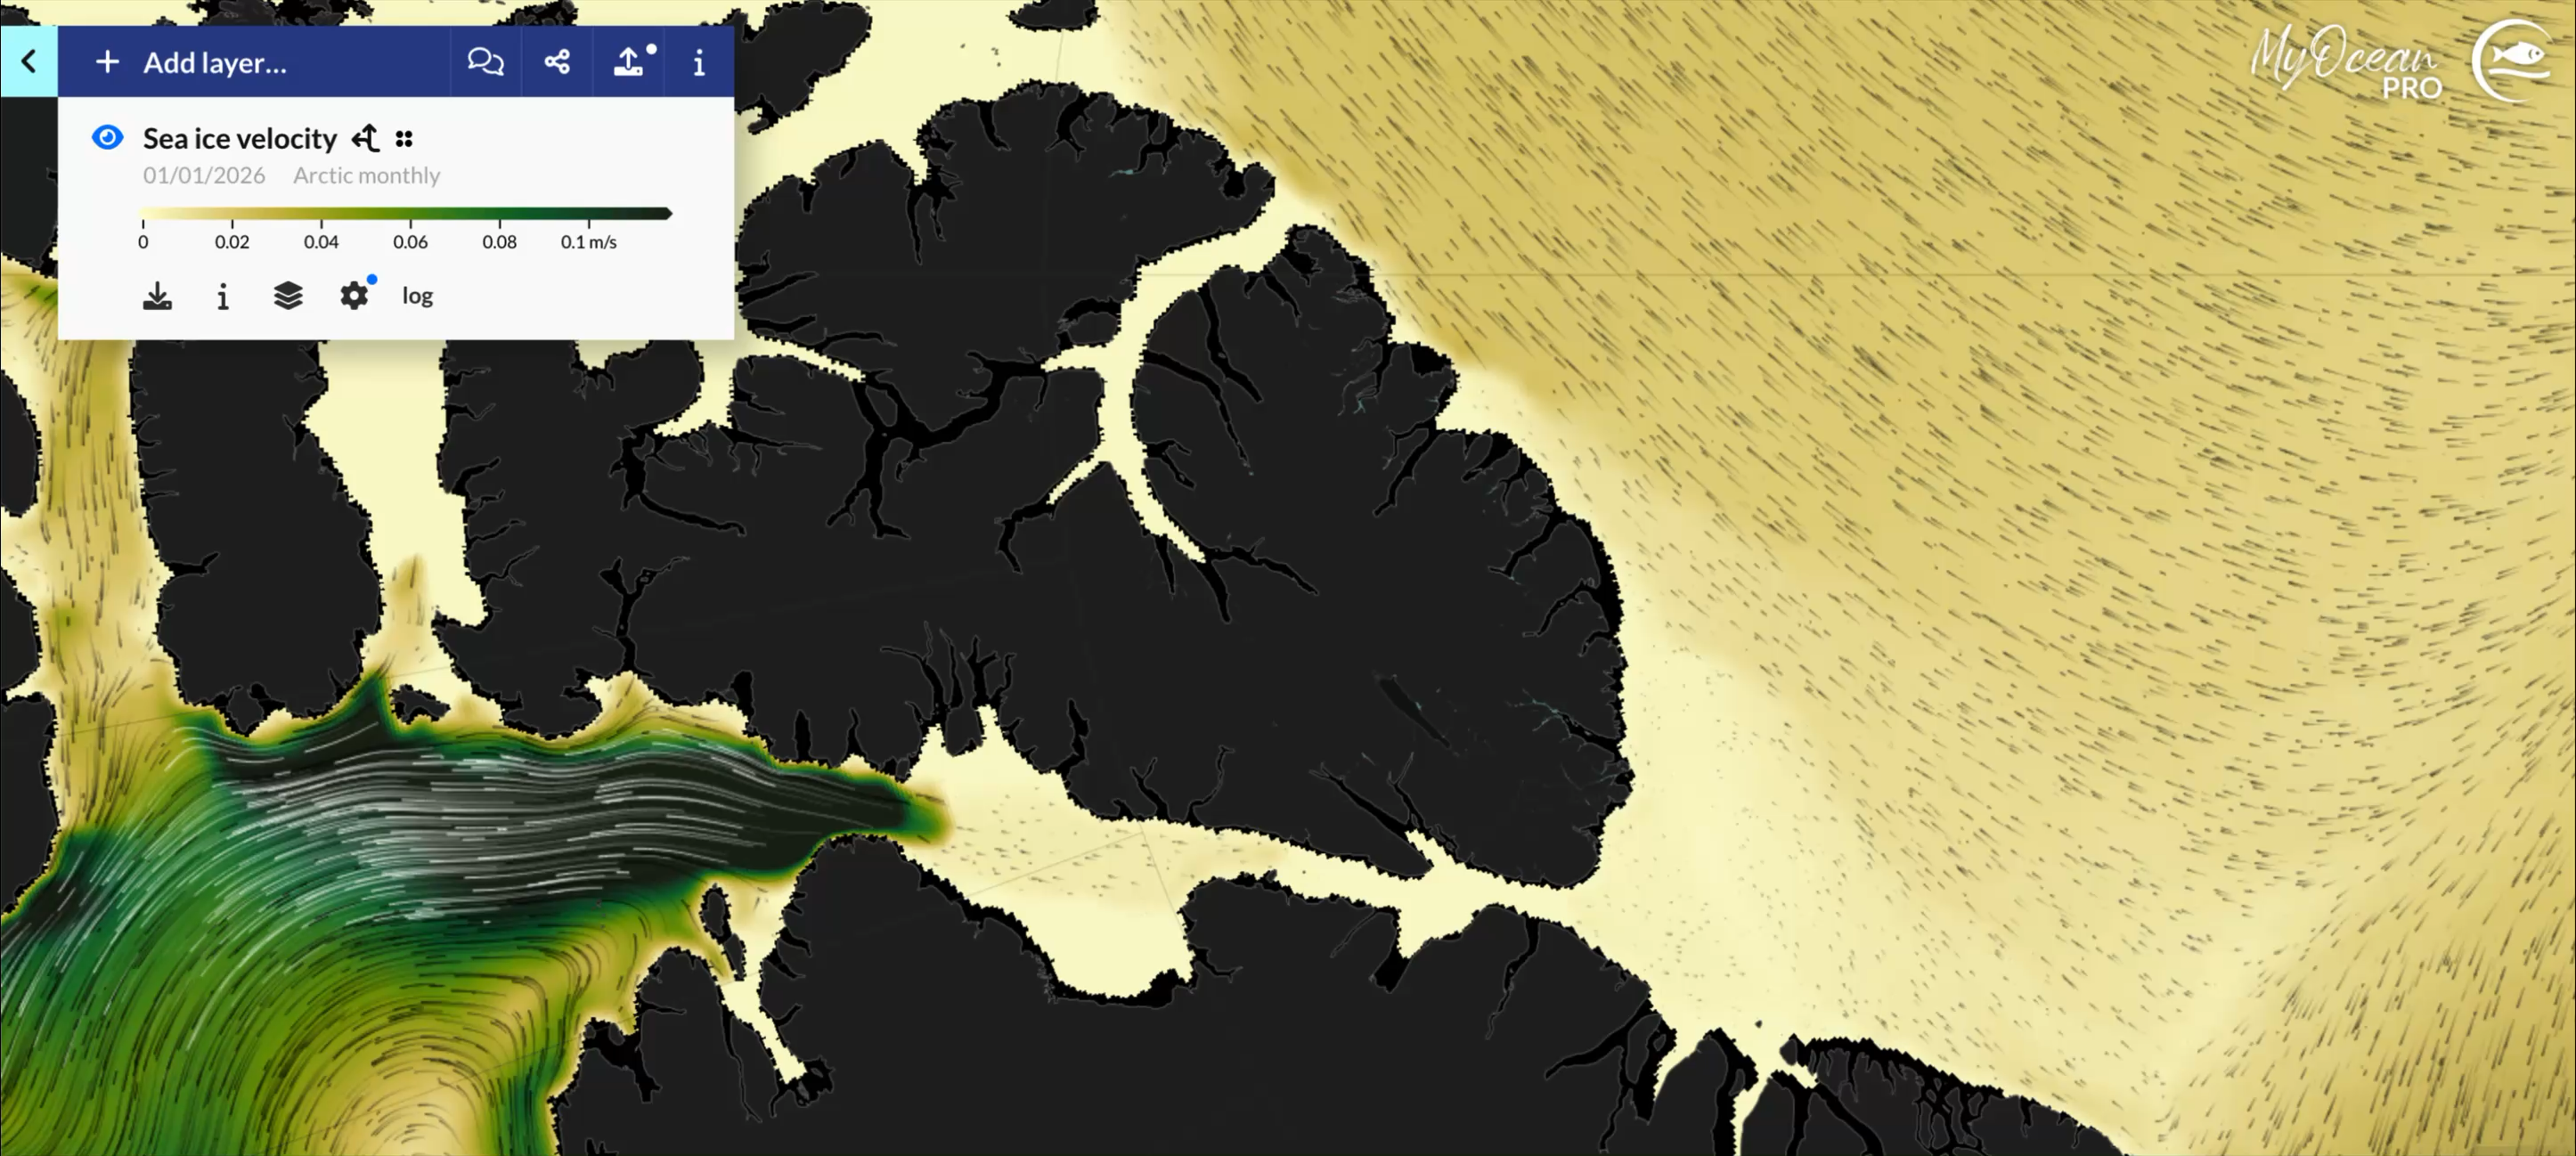 Add layer...
Sea ice velocity
01/01/2026 Arctic monthly
0 0.02 0.04 0.06 0.08 0.1 m/s
log
MyOcean
PRO